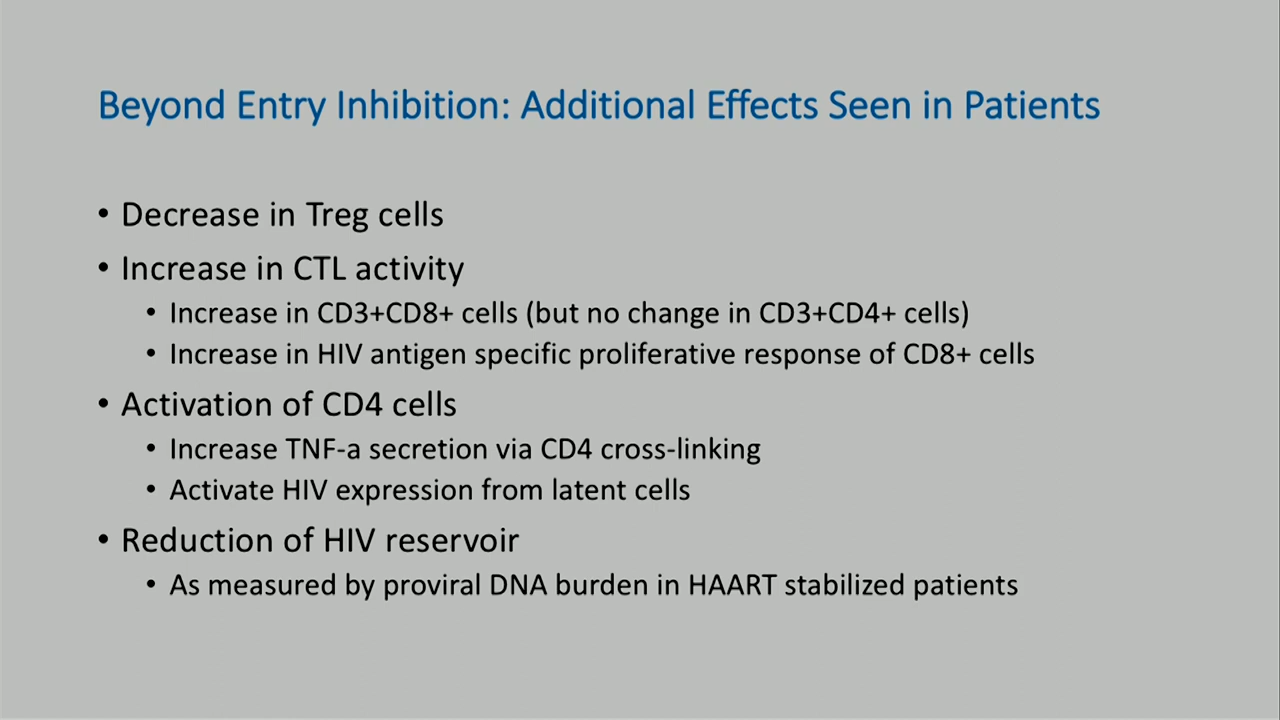 Beyond Entry Inhibition: Additional Effects Seen in Patients
• Decrease in Treg cells
• Increase in CTL activity
• Increase in CD3+CD8+ cells (but no change in CD3+CD4+ cells)
• Increase in HIV antigen specific proliferative response of CD8+ cells
• Activation of CD4 cells
• Increase TNF-a secretion via CD4 cross-linking
• Activate HIV expression from latent cells
• Reduction of HIV reservoir
• As measured by proviral DNA burden in HAART stabilized patients